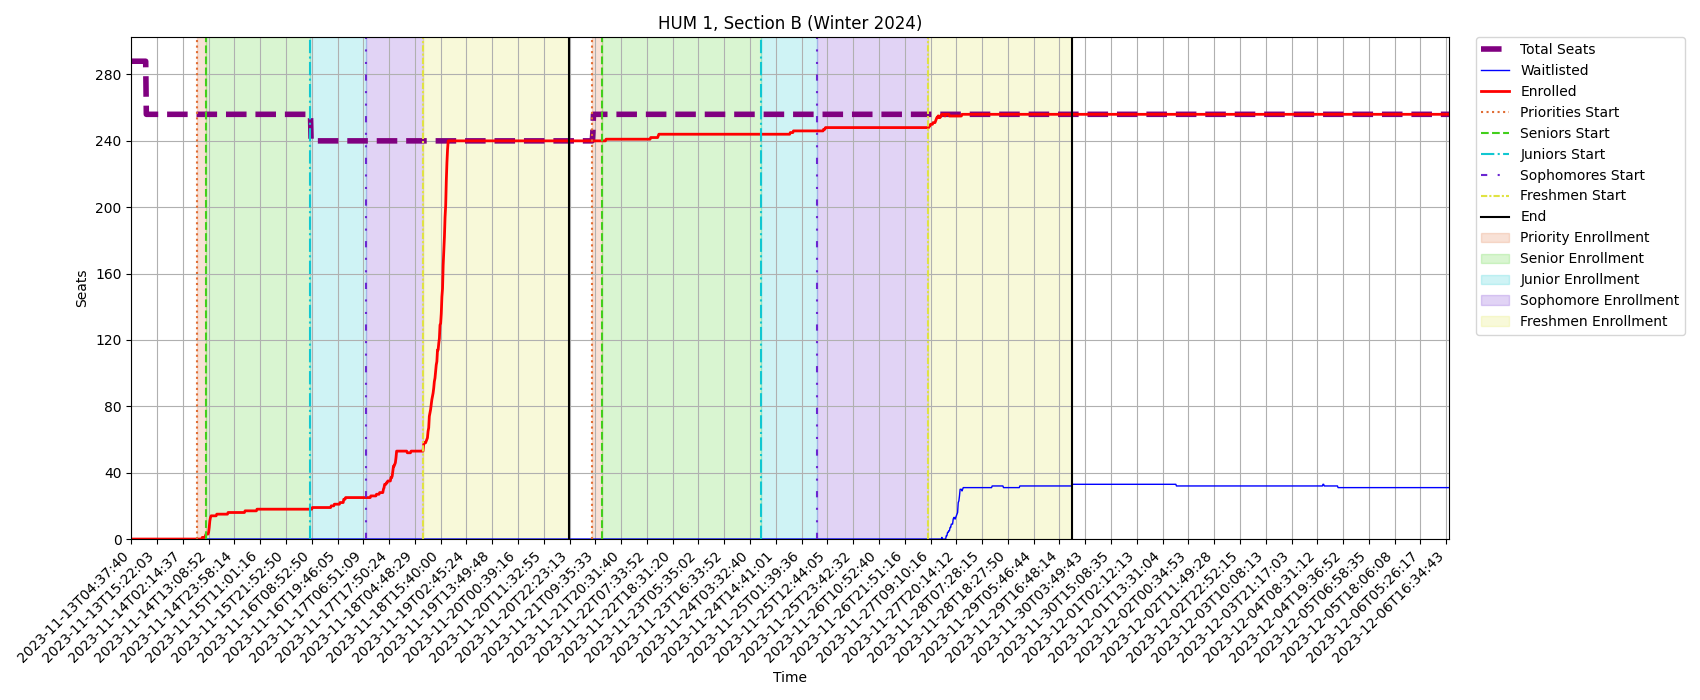 HUM 1, Section B (Winter 2024)
Seats
280
240
200
160
120
80
40
0
2023-11-13T04:37:40
2023-11-13T15:22:03
2023-11-14T02:14:37
2023-11-14T13:08:52
2023-11-14T23:58:14
2023-11-15T11:01:16
2023-11-15T21:52:50
2023-11-16T08:52:50
2023-11-16T19:46:05
2023-11-17T06:51:09
2023-11-17T17:50:24
2023-11-18T04:48:29
2023-11-18T15:40:00
2023-11-19T02:45:24
2023-11-19T13:49:48
2023-11-20T00:39:16
2023-11-20T11:32:55
2023-11-20T22:23:13
2023-11-21T09:35:33
2023-11-21T20:31:40
2023-11-22T07:33:52
2023-11-22T18:31:20
2023-11-23T05:35:02
2023-11-23T16:33:52
2023-11-24T03:32:40
2023-11-24T14:41:01
2023-11-25T01:39:36
2023-11-25T12:44:05
2023-11-25T23:42:32
2023-11-26T10:52:40
2023-11-26T21:51:16
2023-11-27T09:10:16
2023-11-27T20:14:12
2023-11-28T07:28:15
2023-11-28T18:27:50
2023-11-29T05:46:44
2023-11-29T16:48:14
2023-11-30T03:49:43
2023-11-30T15:08:35
2023-12-01T02:12:13
2023-12-01T13:31:04
2023-12-02T00:34:53
2023-12-02T11:49:28
2023-12-02T22:52:15
2023-12-03T10:08:13
2023-12-03T21:17:03
2023-12-04T08:31:12
2023-12-04T19:36:52
2023-12-05T06:58:35
2023-12-05T18:06:08
2023-12-06T05:26:17
2023-12-06T16:34:43
Time
Total Seats
Waitlisted
Enrolled
Priorities Start
Seniors Start
Juniors Start
Sophomores Start
Freshmen Start
End
Priority Enrollment
Senior Enrollment
Junior Enrollment
Sophomore Enrollment
Freshmen Enrollment